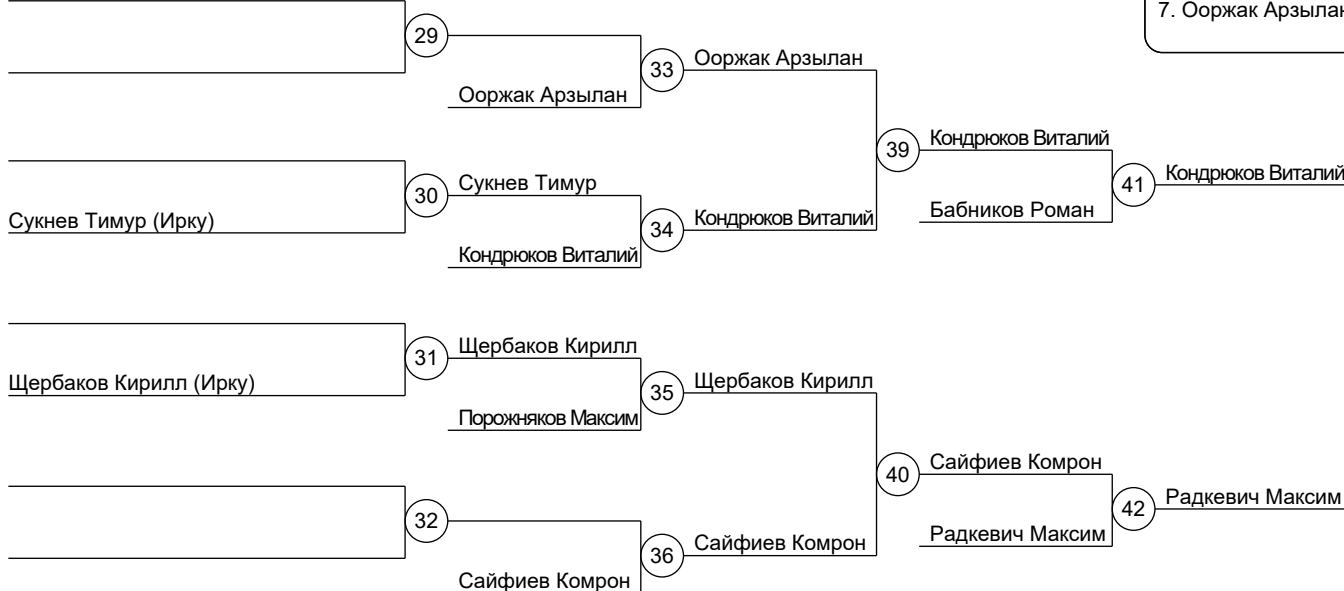 7. Ооржак Арзылан
29
33
Ооржак Арзылан
Ооржак Арзылан
39
Кондрюков Виталий
30
Сукнев Тимур
41
Кондрюков Виталий
Сукнев Тимур (Ирку)
34
Кондрюков Виталий
Бабников Роман
Кондрюков Виталий
31
Щербаков Кирилл
Щербаков Кирилл (Ирку)
35
Щербаков Кирилл
Порожняков Максим
40
Сайфиев Комрон
42
Радкевич Максим
32
Радкевич Максим
36
Сайфиев Комрон
Сайфиев Комрон